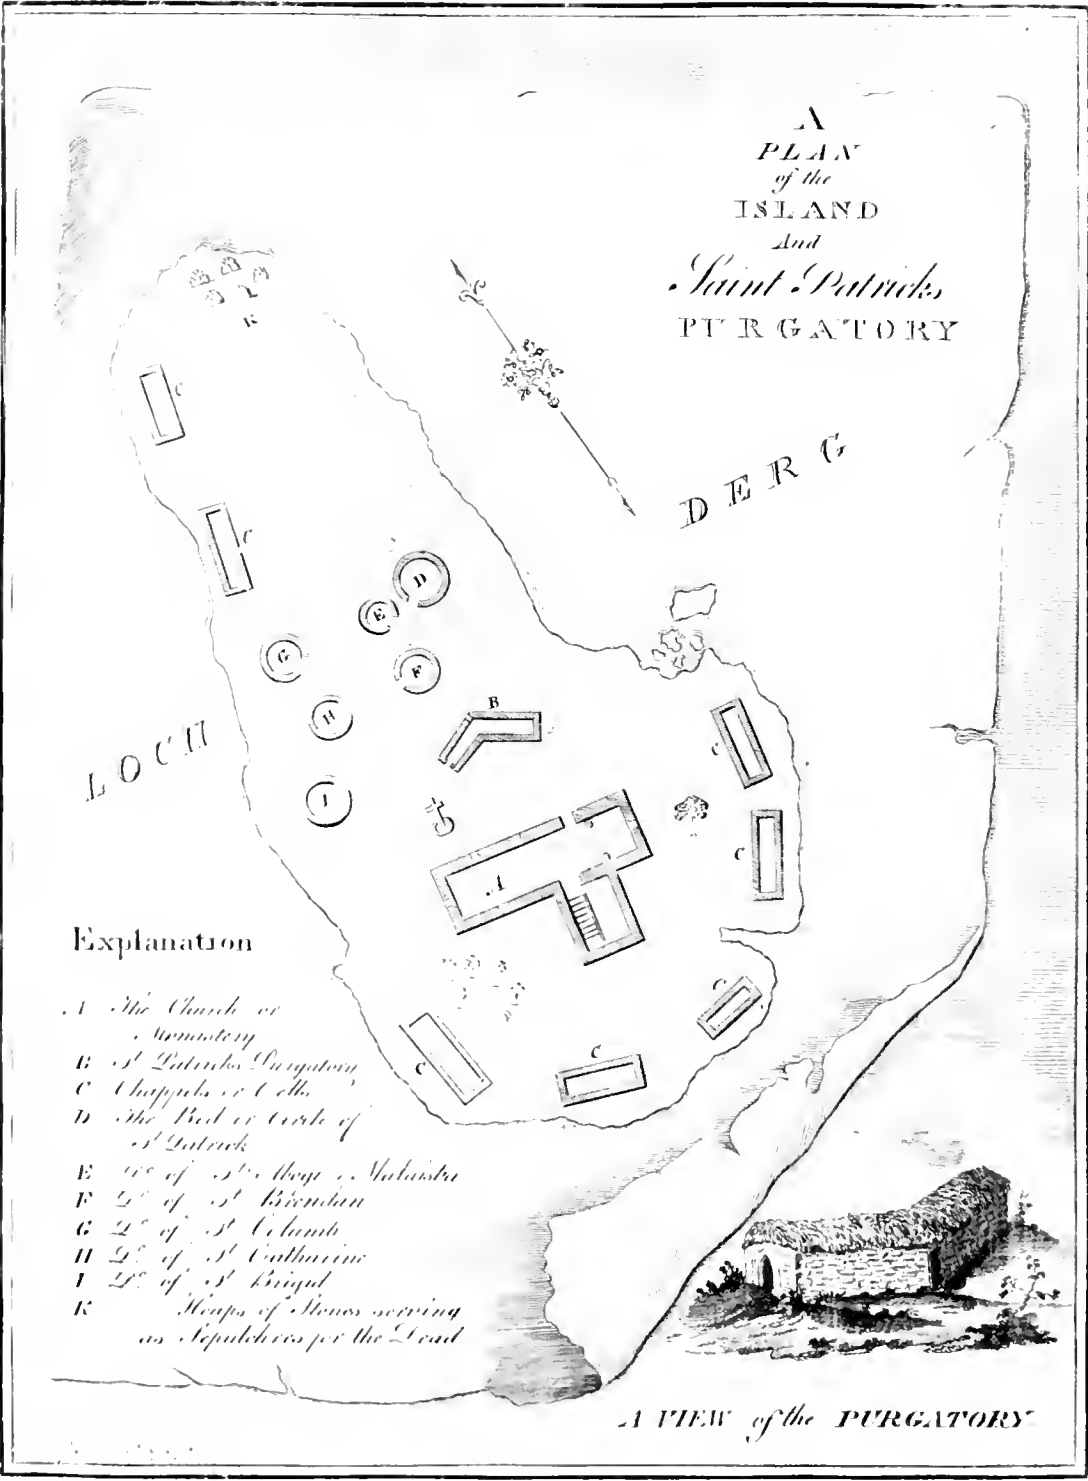 A
PLAN
of the
ISLAND
And
Saint Patricks
PURGATORY
K
C
C
DERG
D
E
G
F
H
B
LOCH
I
C
C
A
Explanation
C
C
C
A The Church or
Monastery
B St Patricks Purgatory
C Chappels or Cells
D The Bed or Circle of
St Patrick
E Do of St
F Do of St Brendan
G Do of St Columb
H Do of St Catharine
I Do of St Brigid
K Heaps of Stones serving
as Sepulchres for the Dead
A VIEW of the PURGATORY